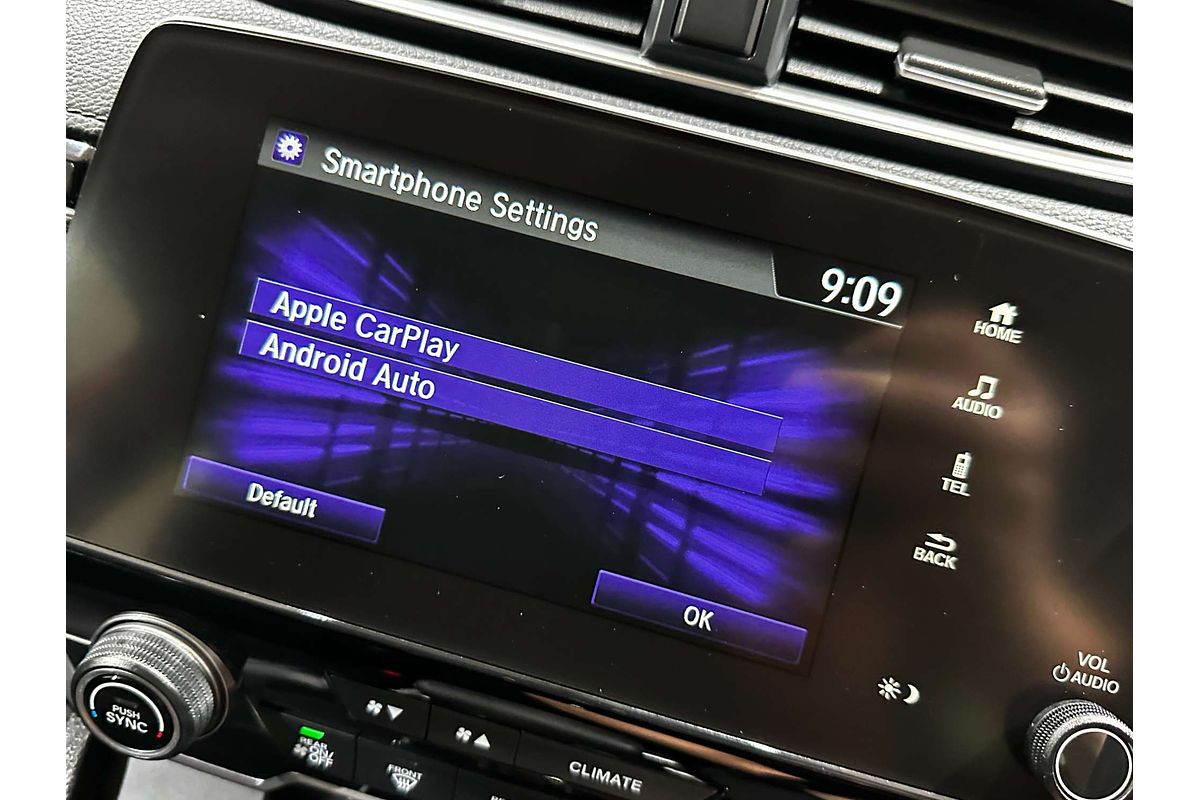 Smartphone Settings
9:09
Apple CarPlay
Android Auto
Default
OK
HOME
AUDIO
TEL
BACK
VOL
AUDIO
PUSH
SYNC
REAR
ON/
OFF
FRONT
CLIMATE